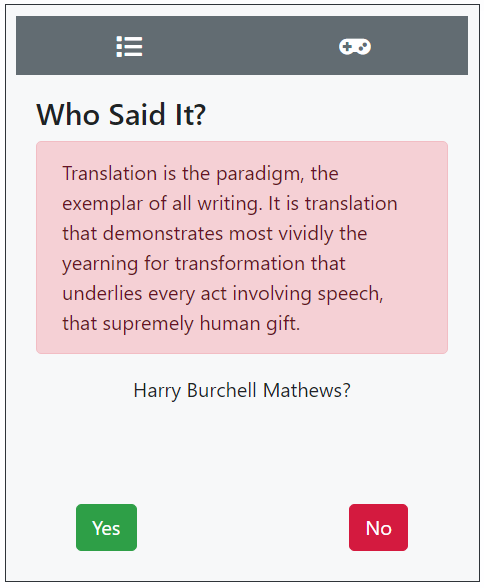 Who Said It?
Translation is the paradigm, the
exemplar of all writing. It is translation
that demonstrates most vividly the
yearning for transformation that
underlies every act involving speech,
that supremely human gift.
Harry Burchell Mathews?
Yes
No